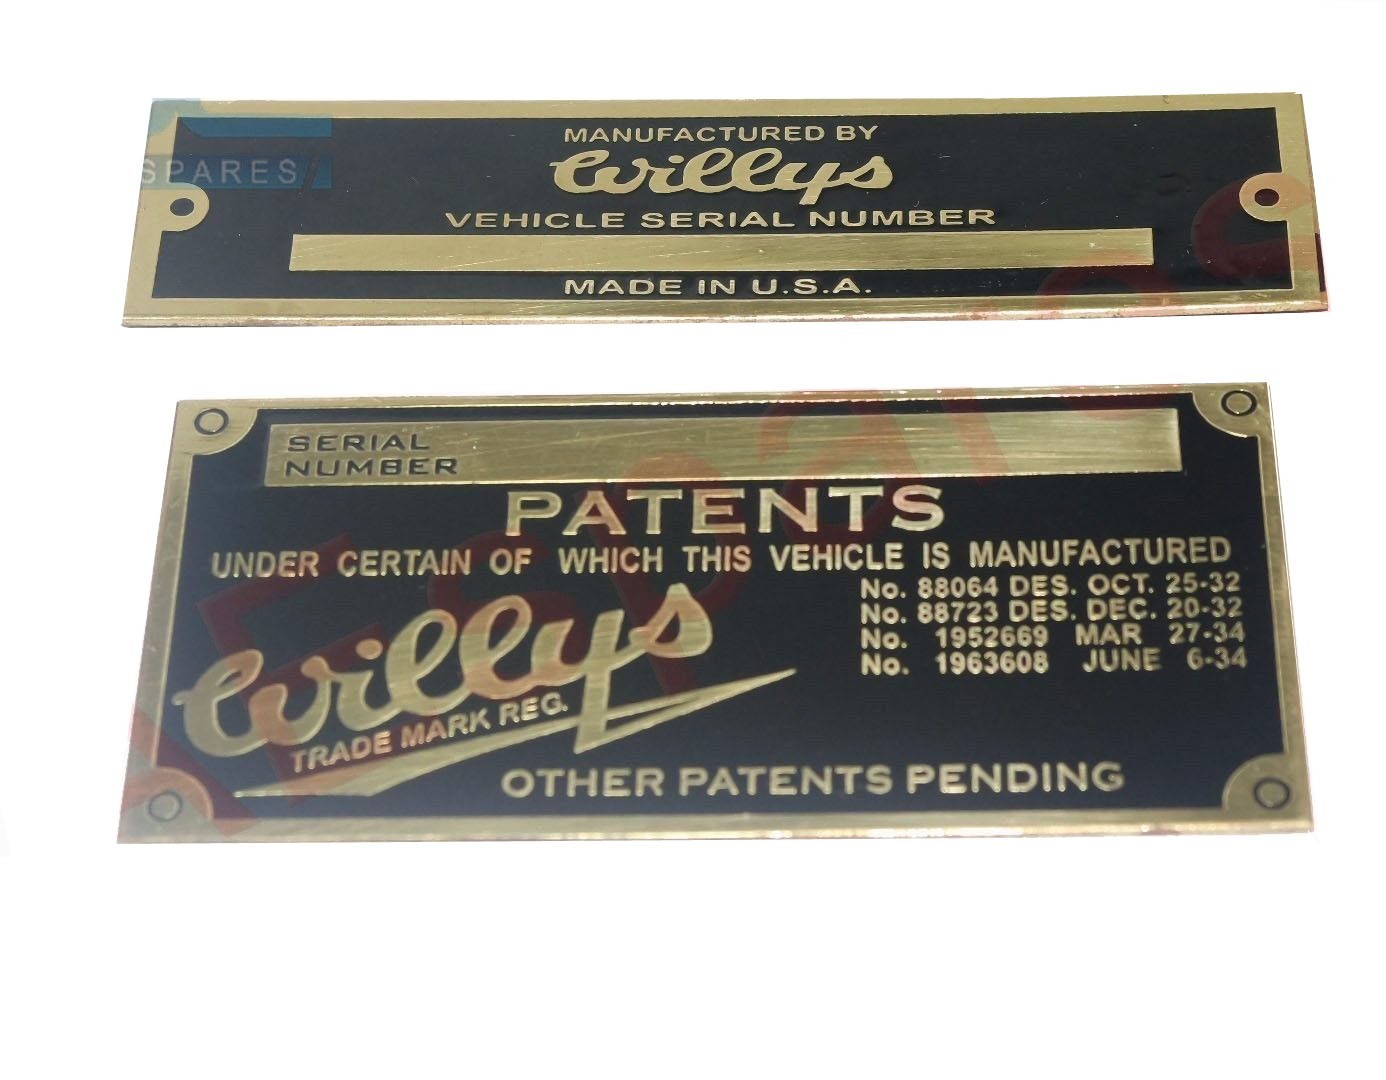 SPARES
MANUFACTURED BY
Willys
VEHICLE SERIAL NUMBER
MADE IN U.S.A.
SERIAL
NUMBER
PATENTS
UNDER CERTAIN OF WHICH THIS VEHICLE IS MANUFACTURED
No. 88064 DES. OCT. 25-32
No. 88723 DES. DEC. 20-32
No. 1952669 MAR 27-34
No. 1963608 JUNE 6-34
Willys
TRADE MARK REG.
OTHER PATENTS PENDING
AESpares